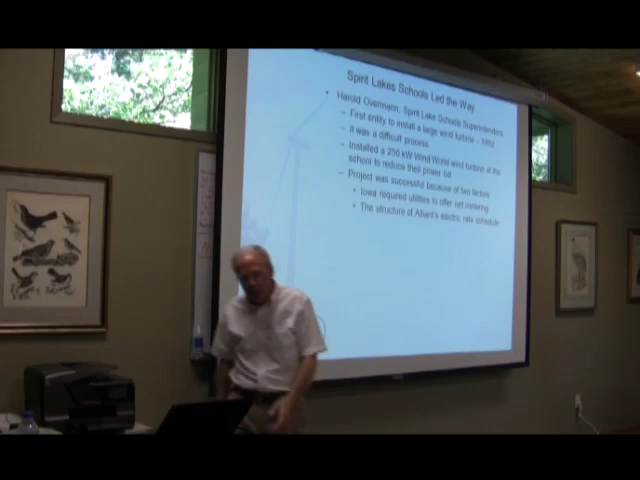 Spirit Lakes Schools Led the Way
• Harold Overmann, Spirit Lake Schools Superintendent
– First entity to install a large wind turbine – 1992
– It was a difficult process
– Installed a 250 kW Wind World wind turbine at the
school to reduce their power bill
– Project was successful because of two factors
• Iowa required utilities to offer net metering
• The structure of Alliant's electric rate schedule